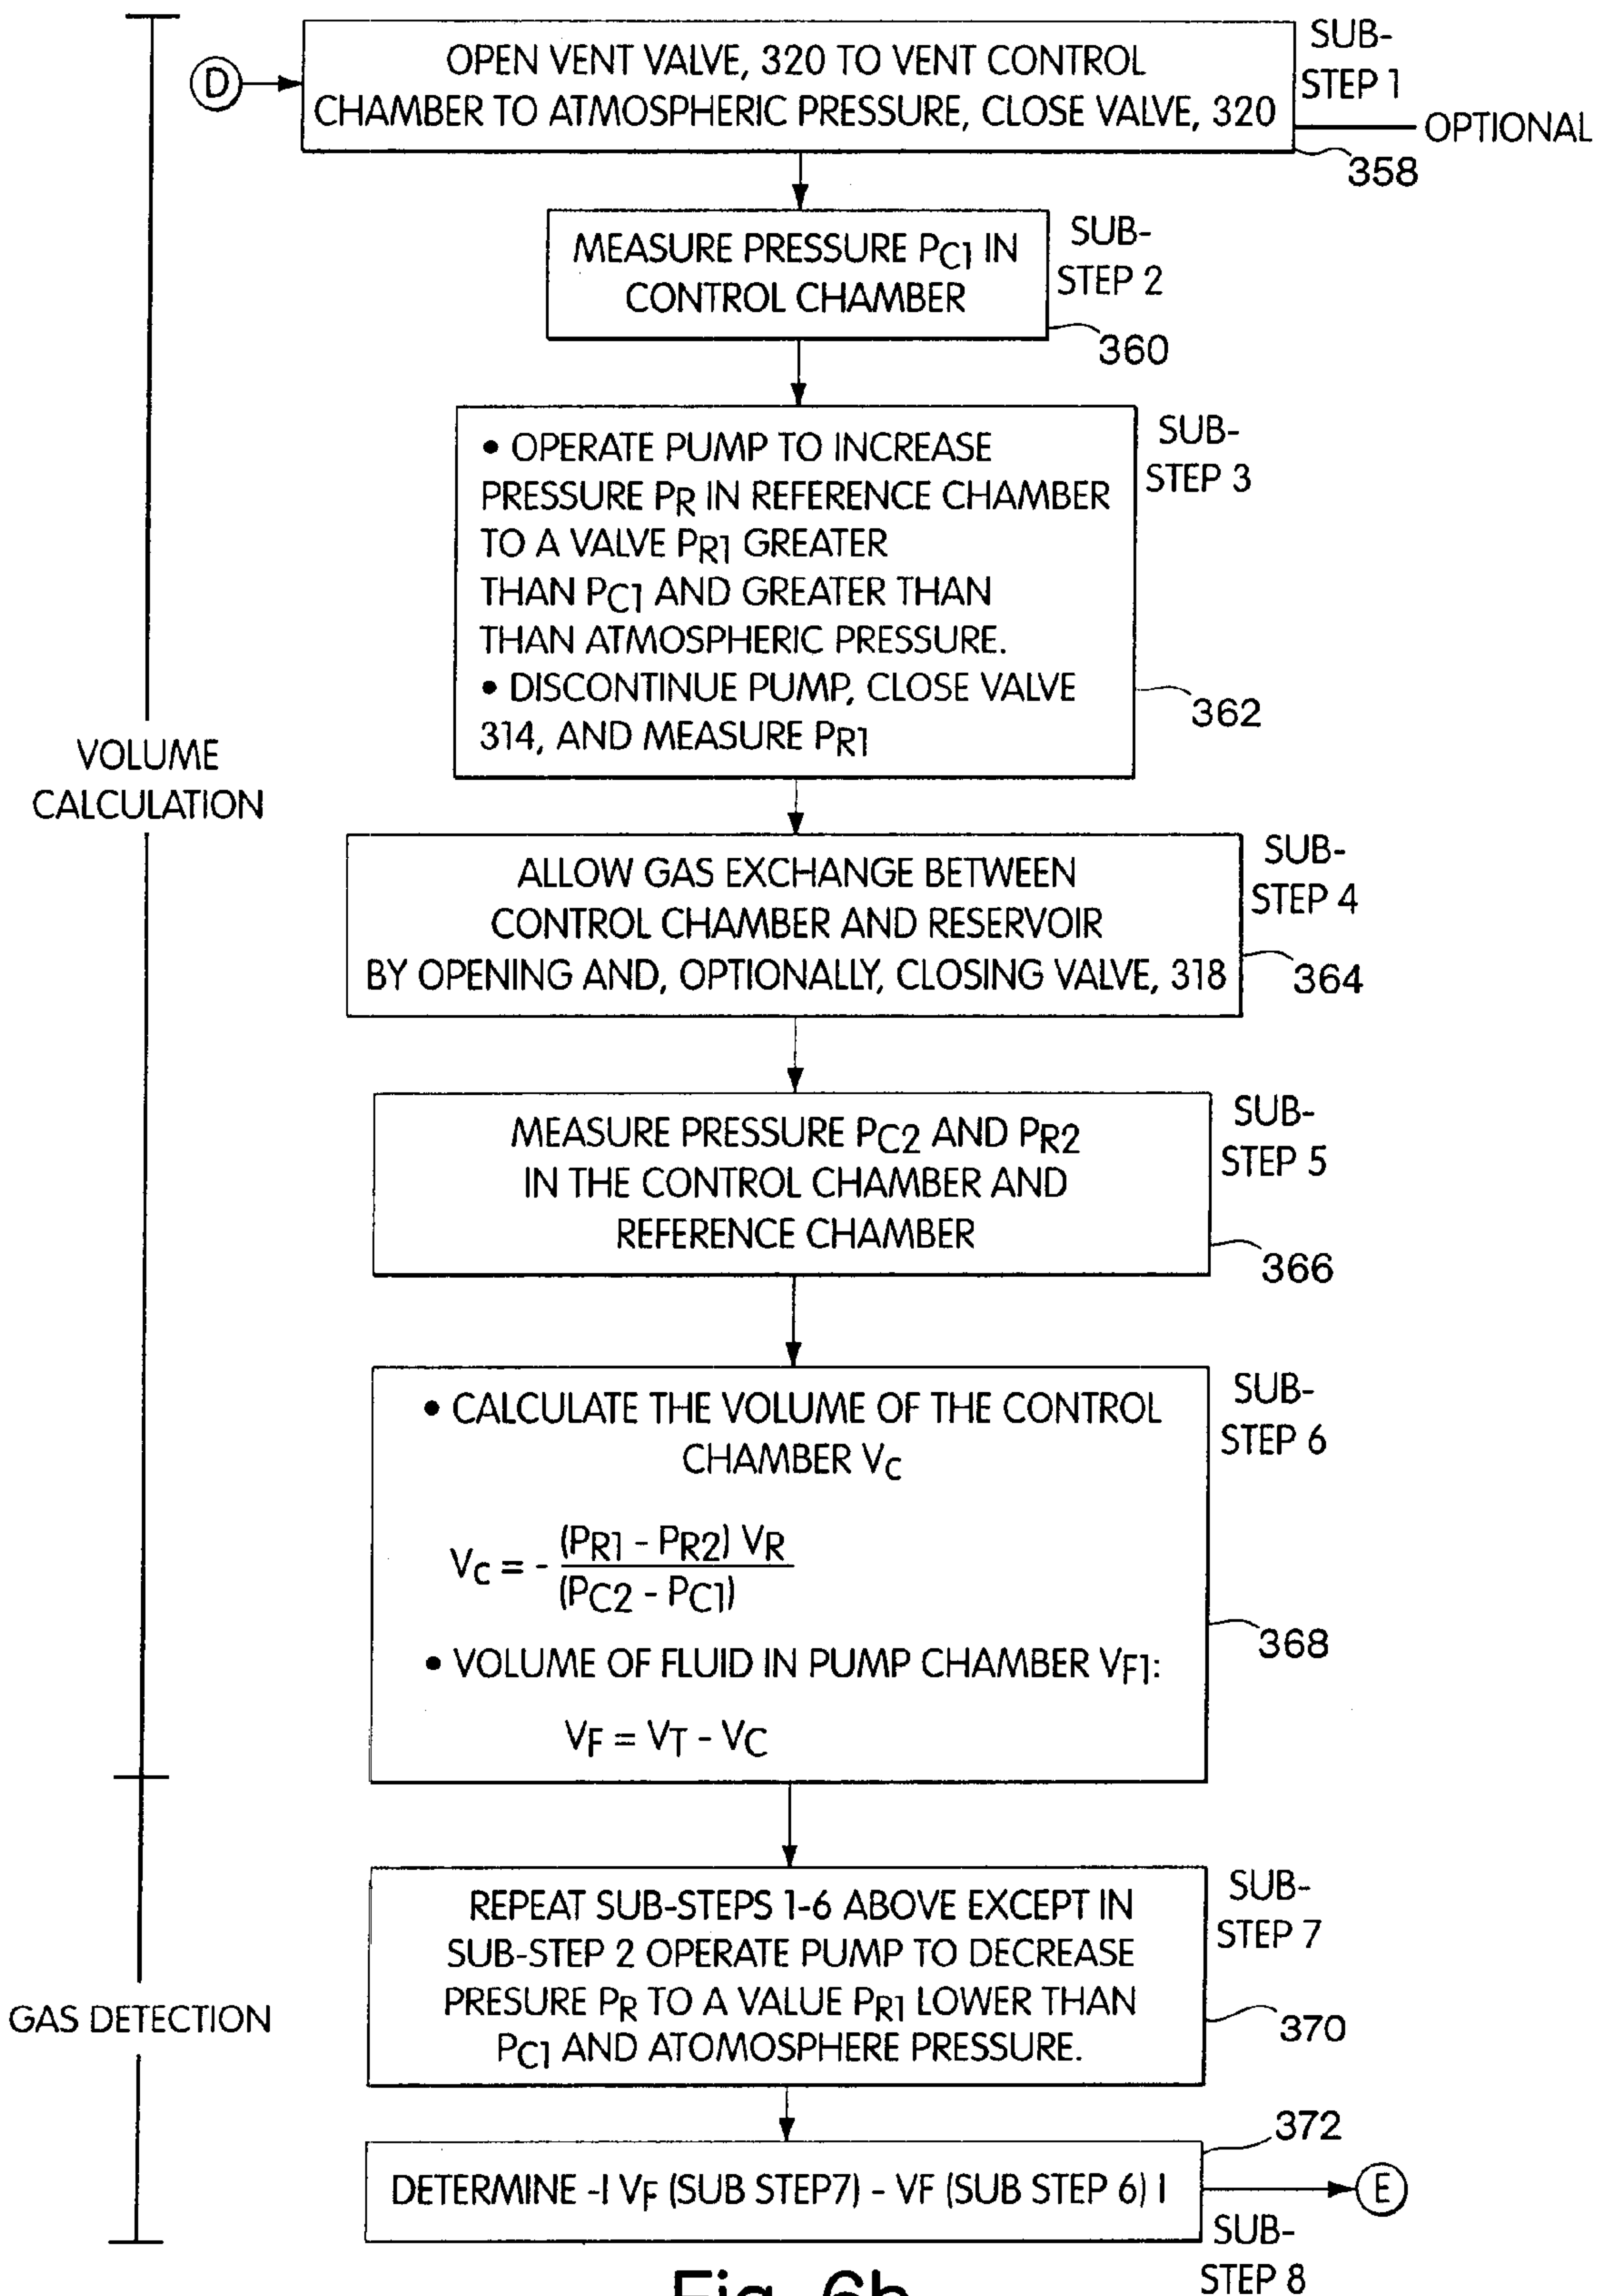 D
OPEN VENT VALVE, 320 TO VENT CONTROL
CHAMBER TO ATMOSPHERIC PRESSURE, CLOSE VALVE, 320
SUB-
STEP 1
OPTIONAL
358
MEASURE PRESSURE PC1 IN
CONTROL CHAMBER
SUB-
STEP 2
360
• OPERATE PUMP TO INCREASE
PRESSURE PR IN REFERENCE CHAMBER
TO A VALVE PR1 GREATER
THAN PC1 AND GREATER THAN
THAN ATMOSPHERIC PRESSURE.
• DISCONTINUE PUMP, CLOSE VALVE
314, AND MEASURE PR1
SUB-
STEP 3
362
VOLUME
CALCULATION
ALLOW GAS EXCHANGE BETWEEN
CONTROL CHAMBER AND RESERVOIR
BY OPENING AND, OPTIONALLY, CLOSING VALVE, 318
SUB-
STEP 4
364
MEASURE PRESSURE PC2 AND PR2
IN THE CONTROL CHAMBER AND
REFERENCE CHAMBER
SUB-
STEP 5
366
• CALCULATE THE VOLUME OF THE CONTROL
CHAMBER VC
VC = - (PR1 - PR2) VR
(PC2 - PC1)
• VOLUME OF FLUID IN PUMP CHAMBER VF1:
VF = VT - VC
SUB-
STEP 6
368
REPEAT SUB-STEPS 1-6 ABOVE EXCEPT IN
SUB-STEP 2 OPERATE PUMP TO DECREASE
PRESURE PR TO A VALUE PR1 LOWER THAN
PC1 AND ATOMOSPHERE PRESSURE.
SUB-
STEP 7
370
GAS DETECTION
DETERMINE -I VF (SUB STEP7) - VF (SUB STEP 6) I
372
E
SUB-
STEP 8
Fig. 6b